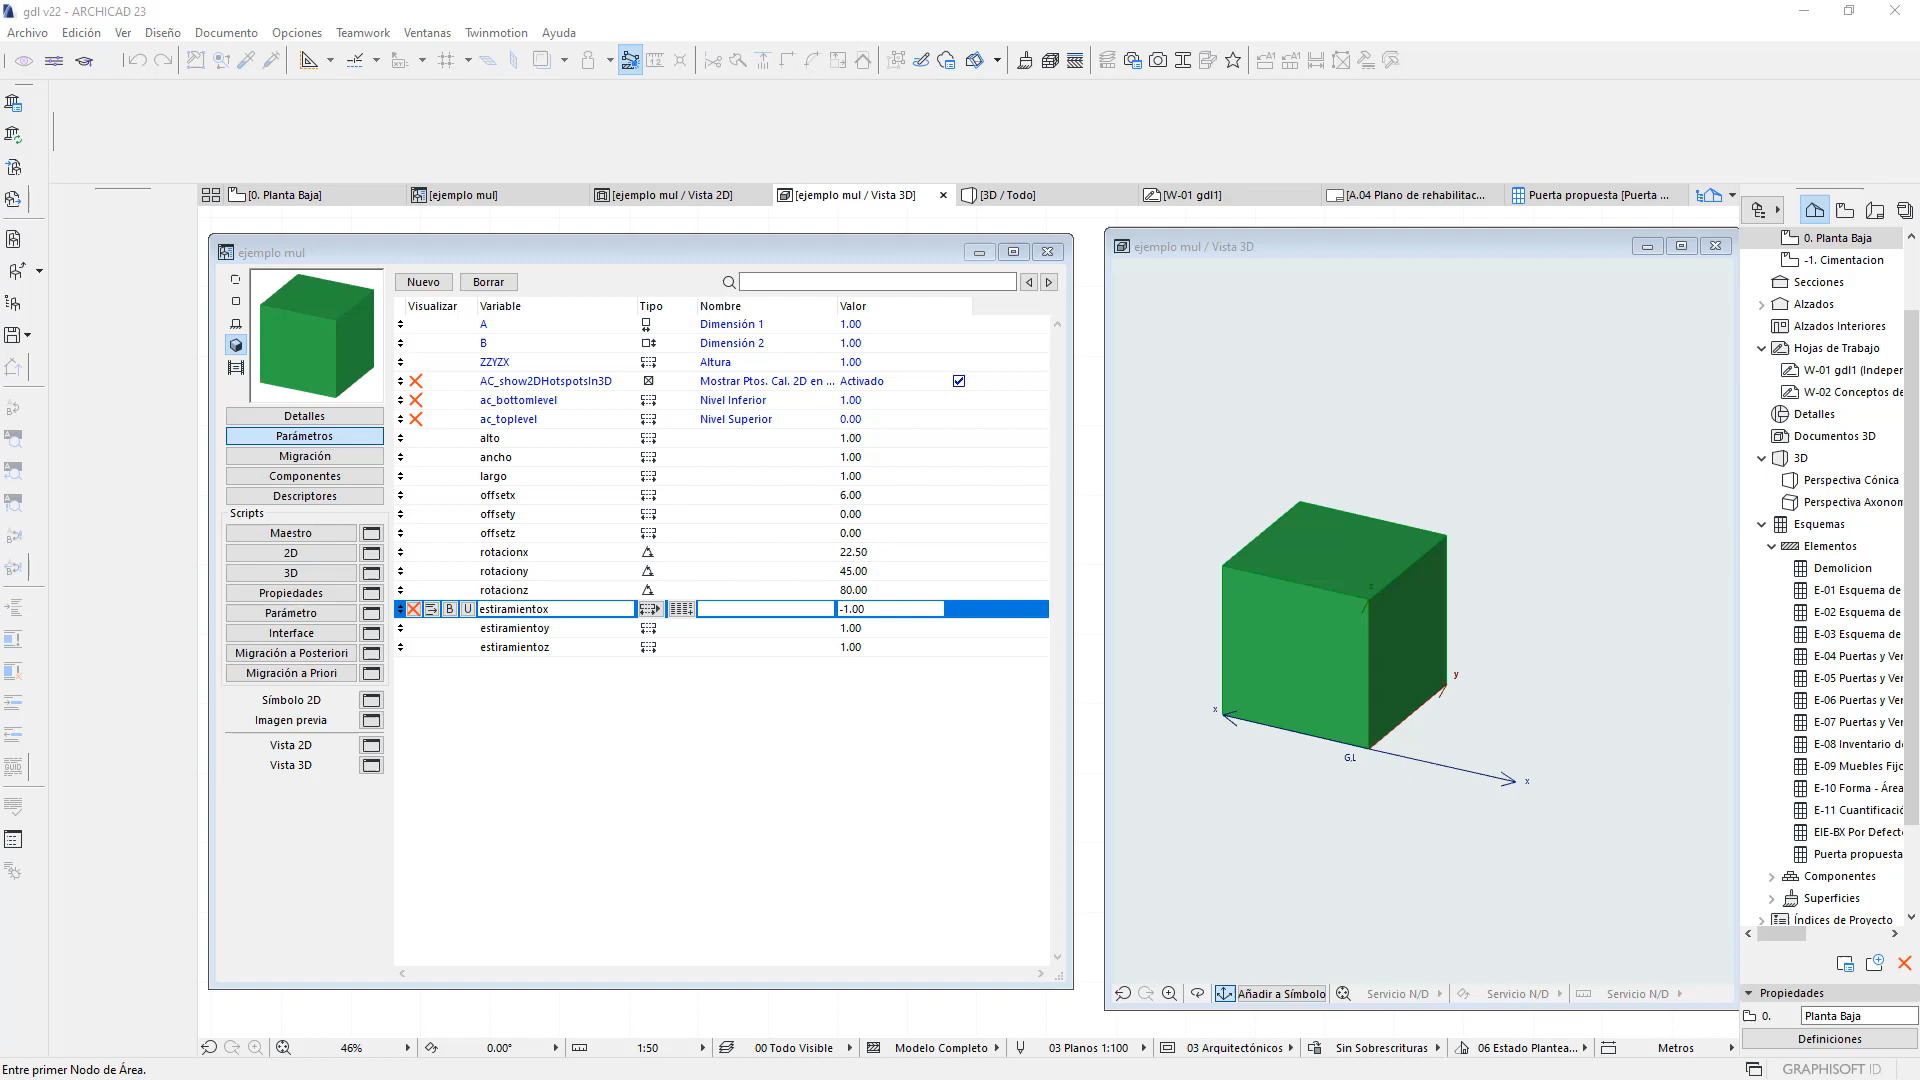 gdl v22 - ARCHICAD 23
Archivo Edición Ver Diseño Documento Opciones Teamwork Ventanas Twinmotion Ayuda
[0. Planta Baja] [ejemplo mul] [ejemplo mul / Vista 2D] [ejemplo mul / Vista 3D] [3D / Todo] [W-01 gdl1] [A.04 Plano de rehabilitac... Puerta propuesta [Puerta ...
ejemplo mul
Nuevo Borrar
Visualizar Variable Tipo Nombre Valor
A Dimensión 1 1.00
B Dimensión 2 1.00
ZZYZX Altura 1.00
AC_show2DHotspotsIn3D Mostrar Ptos. Cal. 2D en ... Activado
ac_bottomlevel Nivel Inferior 1.00
ac_toplevel Nivel Superior 0.00
alto 1.00
ancho 1.00
largo 1.00
offsetx 6.00
offsety 0.00
offsetz 0.00
rotacionx 22.50
rotaciony 45.00
rotacionz 80.00
B U estiramientox -1.00
estiramientoy 1.00
estiramientoz 1.00
Detalles
Parámetros
Migración
Componentes
Descriptores
Scripts
Maestro
2D
3D
Propiedades
Parámetro
Interface
Migración a Posteriori
Migración a Priori
Símbolo 2D
Imagen previa
Vista 2D
Vista 3D
ejemplo mul / Vista 3D
z
y
x
G,L
x
Añadir a Símbolo Servicio N/D Servicio N/D Servicio N/D
0. Planta Baja
-1. Cimentacion
Secciones
Alzados
Alzados Interiores
Hojas de Trabajo
W-01 gdl1 (Indeper
W-02 Conceptos de
Detalles
Documentos 3D
3D
Perspectiva Cónica
Perspectiva Axonom
Esquemas
Elementos
Demolicion
E-01 Esquema de
E-02 Esquema de
E-03 Esquema de
E-04 Puertas y Ver
E-05 Puertas y Ver
E-06 Puertas y Ver
E-07 Puertas y Ver
E-08 Inventario de
E-09 Muebles Fijo
E-10 Forma - Área
E-11 Cuantificació
EIE-BX Por Defect
Puerta propuesta
Componentes
Superficies
Índices de Proyecto
Propiedades
0. Planta Baja
Definiciones
46% 0.00° 1:50 00 Todo Visible Modelo Completo 03 Planos 1:100 03 Arquitectónicos Sin Sobrescrituras 06 Estado Plantea... Metros
Entre primer Nodo de Área.
GRAPHISOFT ID